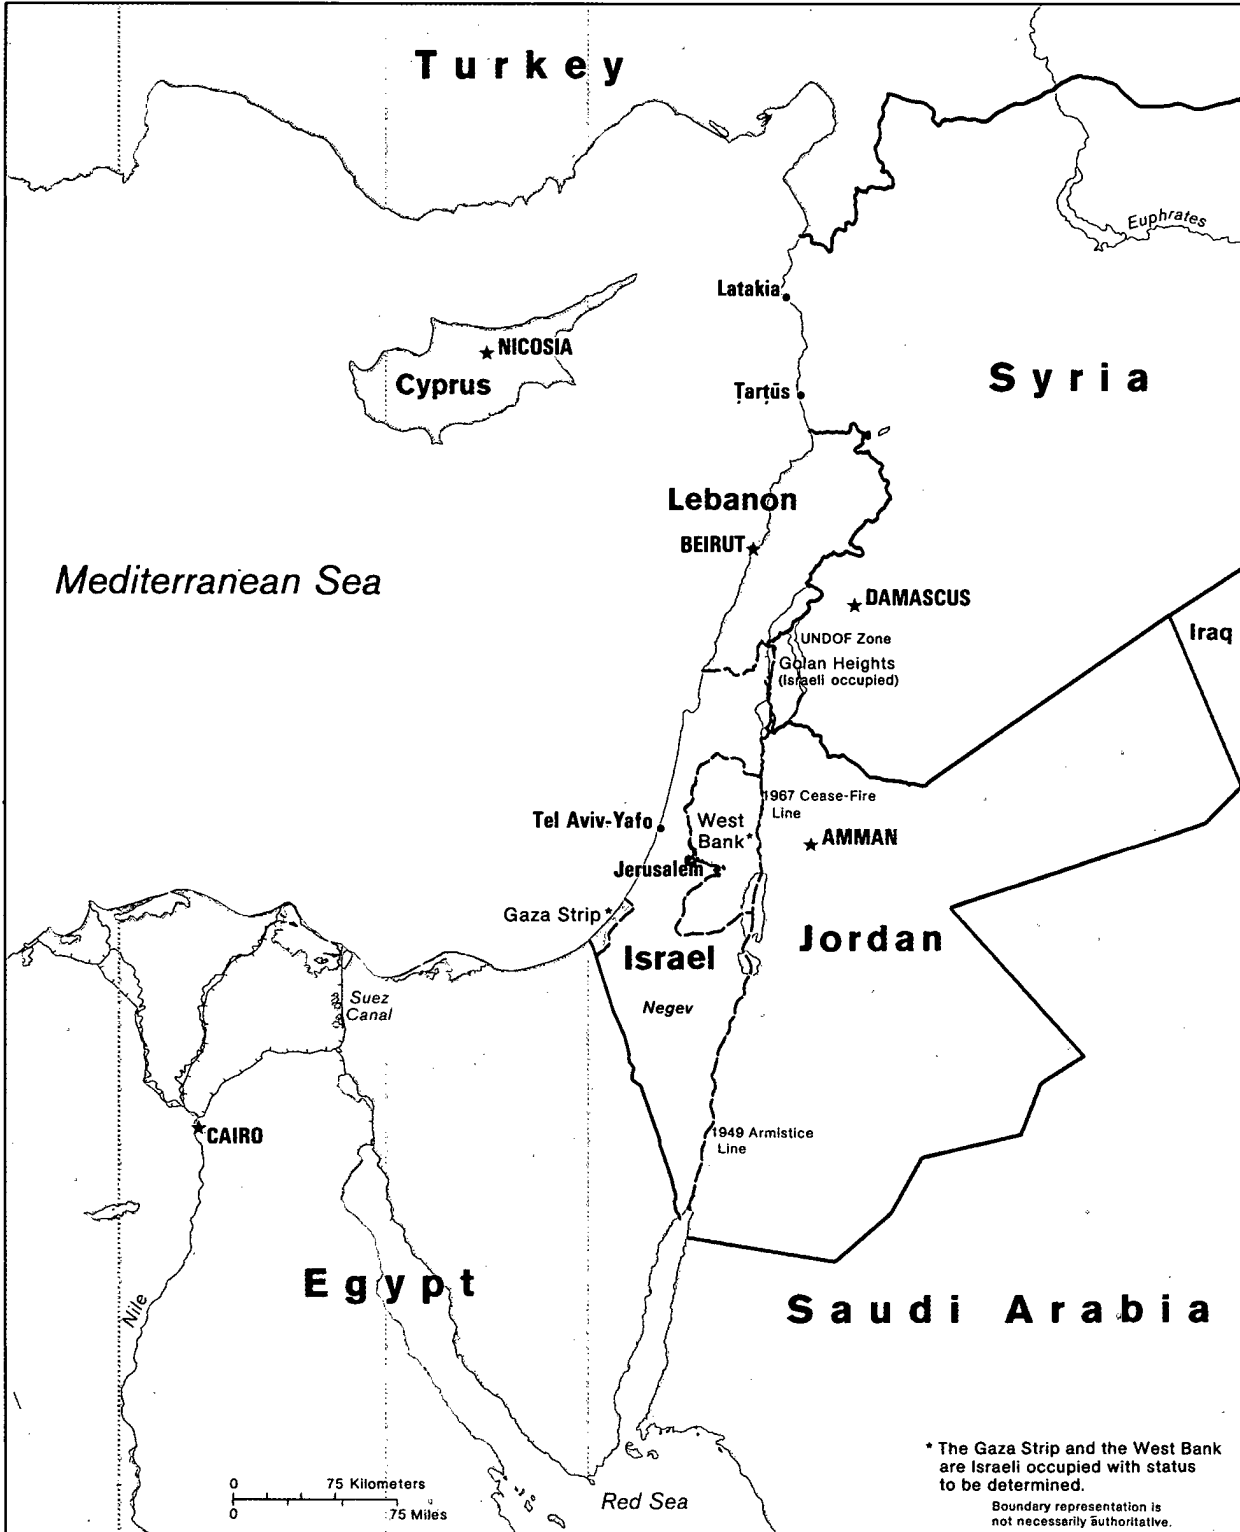 Turkey
Euphrates
Latakia
NICOSIA
Cyprus
Syria
Ṭarṭūs
Lebanon
BEIRUT
Mediterranean Sea
DAMASCUS
UNDOF Zone
Iraq
Golan Heights
(Israeli occupied)
1967 Cease-Fire
Line
Tel Aviv-Yafo
West
Bank*
AMMAN
Jerusalem
Gaza Strip*
Jordan
Israel
Suez
Canal
Negev
CAIRO
1949 Armistice
Line
Egypt
Nile
Saudi Arabia
* The Gaza Strip and the West Bank
are Israeli occupied with status
to be determined.
0 75 Kilometers
0 75 Miles
Red Sea
Boundary representation is
not necessarily authoritative.